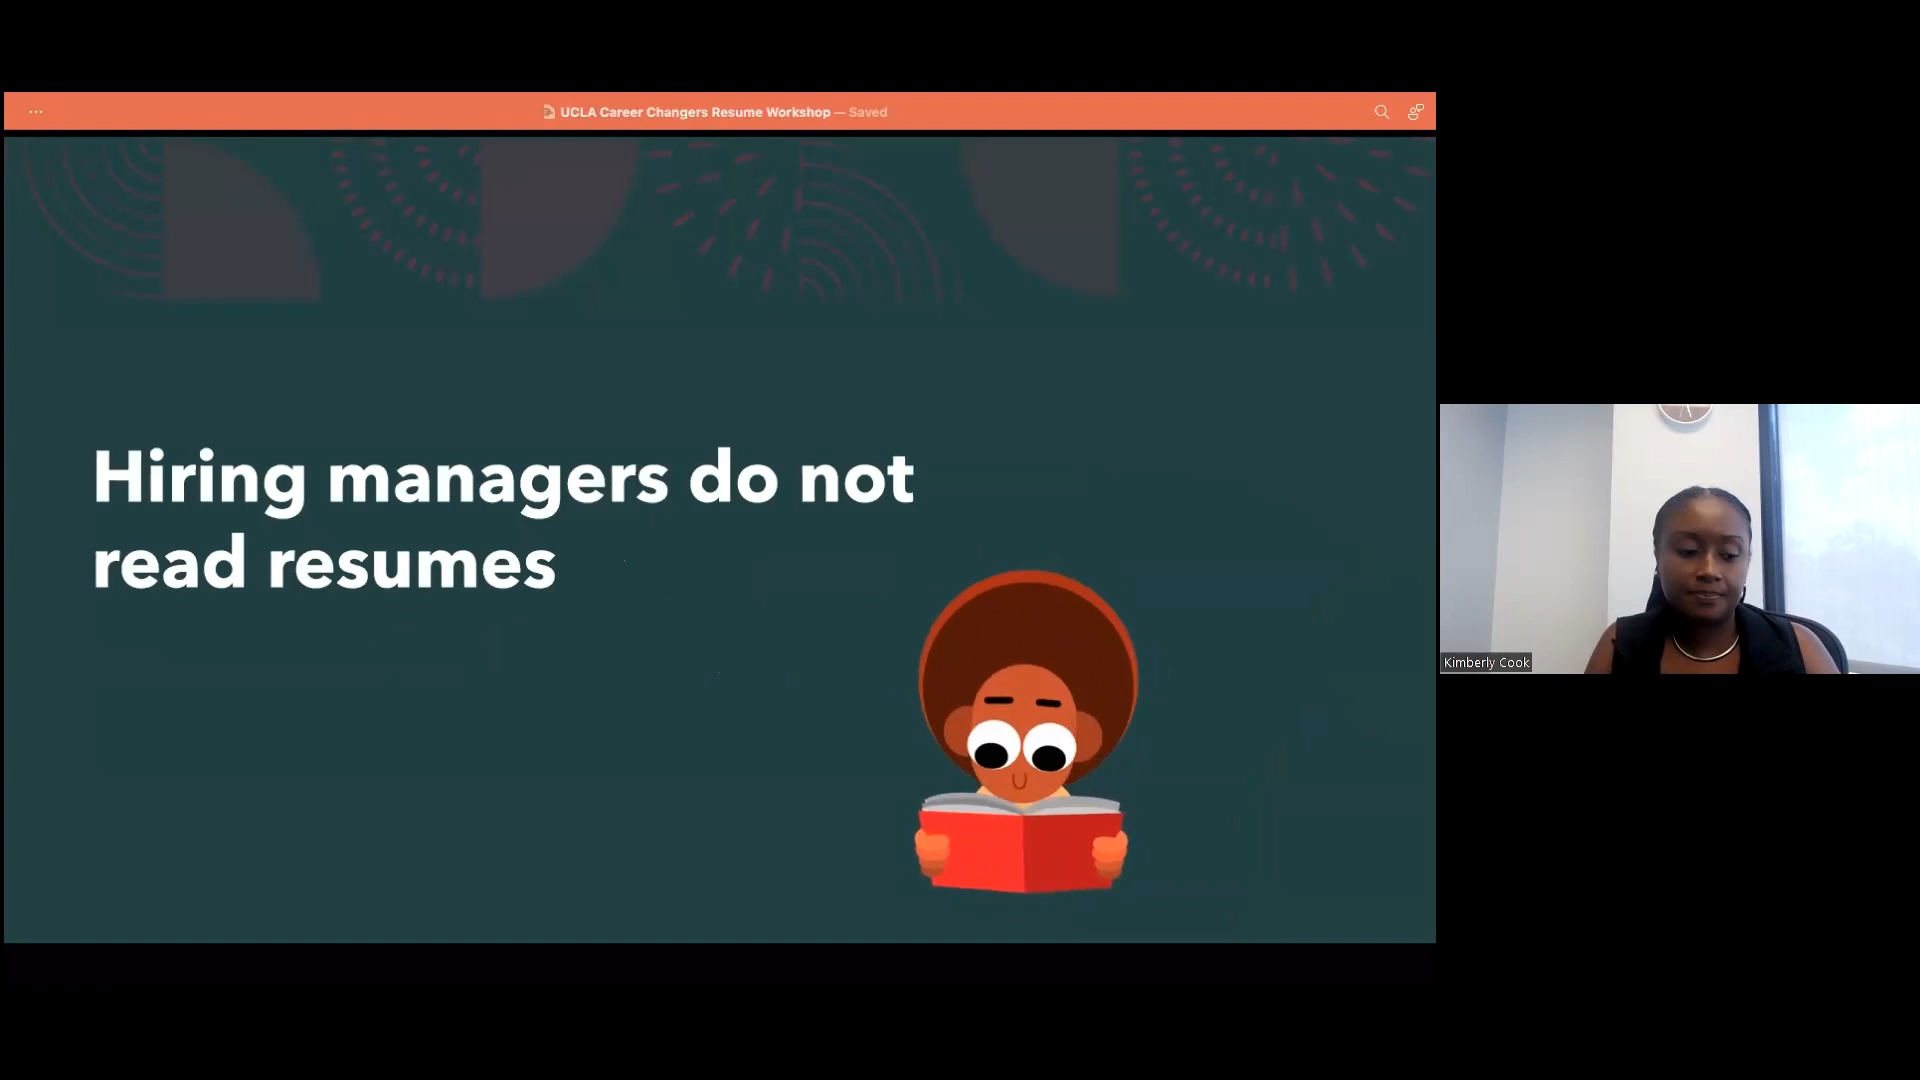 UCLA Career Changers Resume Workshop — Saved
Hiring managers do not
read resumes
Kimberly Cook